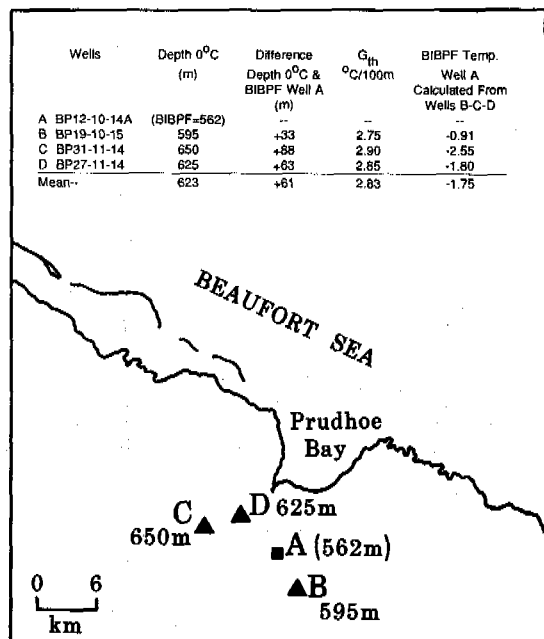 Wells Depth 0°C Difference Gth BIBPF Temp.
(m) Depth 0°C & °C/100m Well A
BIBPF Well A Calculated From
(m) Wells B-C-D
A BP12-10-14A (BIBPF=562) -- -- --
B BP19-10-15 595 +33 2.75 -0.91
C BP31-11-14 650 +88 2.90 -2.55
D BP27-11-14 625 +63 2.85 -1.80
Mean-- 623 +61 2.83 -1.75
BEAUFORT SEA
Prudhoe
Bay
D 625m
C
650m
A (562m)
B
595m
0 6
km